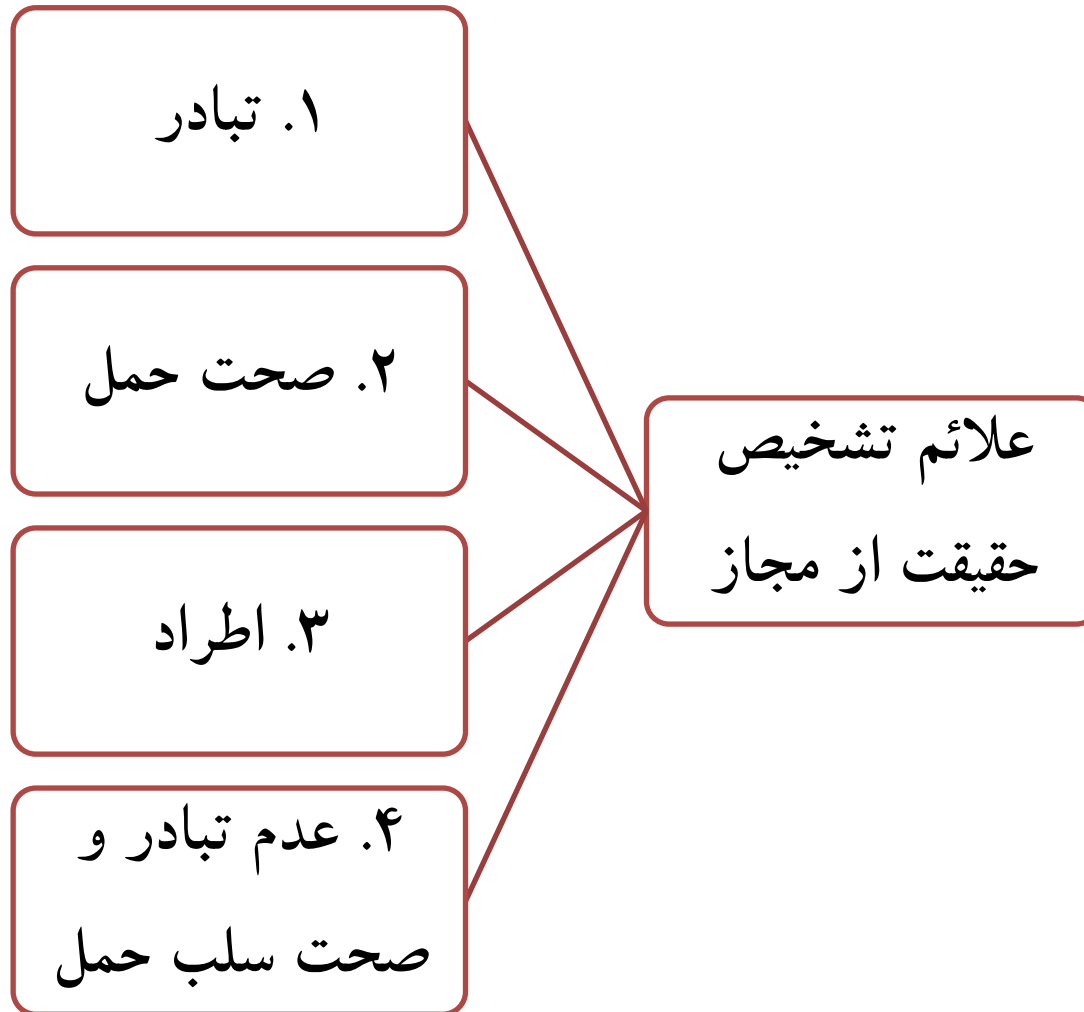 علائم تشخیص
حقیقت از مجاز
۱. تبادر
۲. صحت حمل
۳. اطراد
۴. عدم تبادر و
صحت سلب حمل